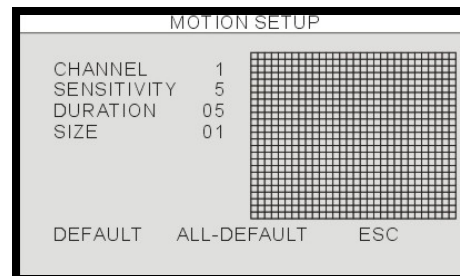 MOTION SETUP
CHANNEL 1
SENSITIVITY 5
DURATION 05
SIZE 01
DEFAULT ALL-DEFAULT ESC